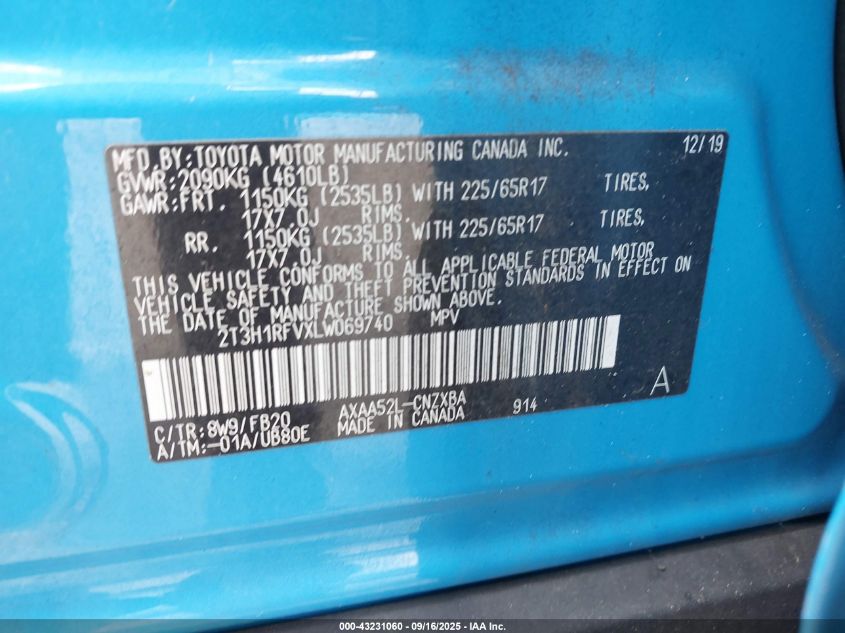 MFD.BY:TOYOTA MOTOR MANUFACTURING CANADA INC. 12/19
GVWR:2090KG (4610LB)
GAWR:FRT. 1150KG (2535LB) WITH 225/65R17 TIRES,
17X7.0J RIMS.
RR. 1150KG (2535LB) WITH 225/65R17 TIRES,
17X7.0J RIMS.
THIS VEHICLE CONFORMS TO ALL APPLICABLE FEDERAL MOTOR
VEHICLE SAFETY AND THEFT PREVENTION STANDARDS IN EFFECT ON
THE DATE OF MANUFACTURE SHOWN ABOVE.
2T3H1RFVXLW069740 MPV
A
C/TR:8W9/FB20 AXAA52L-CNZXBA 914
A/TM:-01A/UB80E MADE IN CANADA
000-43231060 - 09/16/2025 - IAA Inc.